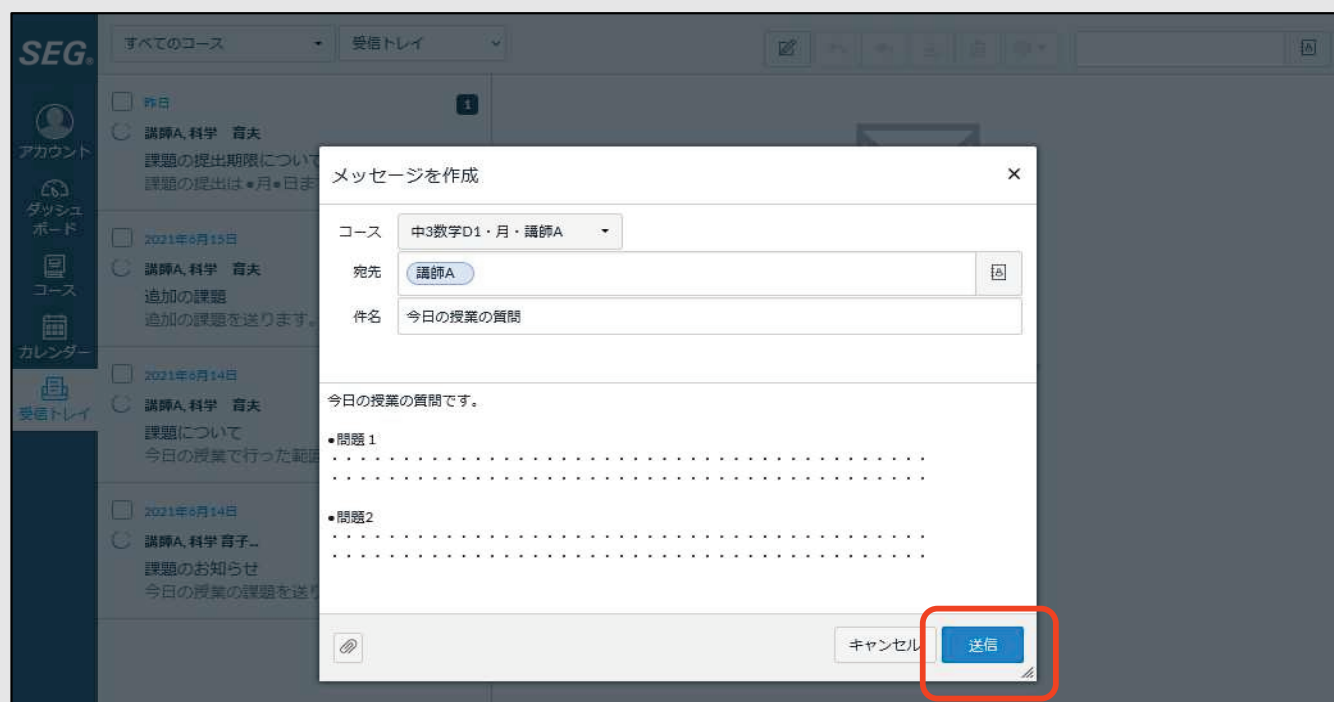 SEG.
すべてのコース
受信トレイ
アカウント
ダッシュ
ボード
コース
カレンダー
受信トレイ
昨日
1
講師A, 科学　育夫
課題の提出期限について
課題の提出は●月●日ま
2021年6月15日
講師A, 科学　育夫
追加の課題
追加の課題を送ります。
2021年6月14日
講師A, 科学　育夫
課題について
今日の授業で行った範囲
2021年6月14日
講師A, 科学 育子...
課題のお知らせ
今日の授業の課題を送り
メッセージを作成
コース
中3数学D1・月・講師A
宛先
講師A
件名
今日の授業の質問
今日の授業の質問です。
●問題１
・・・・・・・・・・・・・・・・・・・・・・・・・・・・・・・・・・・・・・・・・・
・・・・・・・・・・・・・・・・・・・・・・・・・・・・・・・・・・・・・・・・・・
●問題2
・・・・・・・・・・・・・・・・・・・・・・・・・・・・・・・・・・・・・・・・・・
・・・・・・・・・・・・・・・・・・・・・・・・・・・・・・・・・・・・・・・・・・
キャンセル
送信